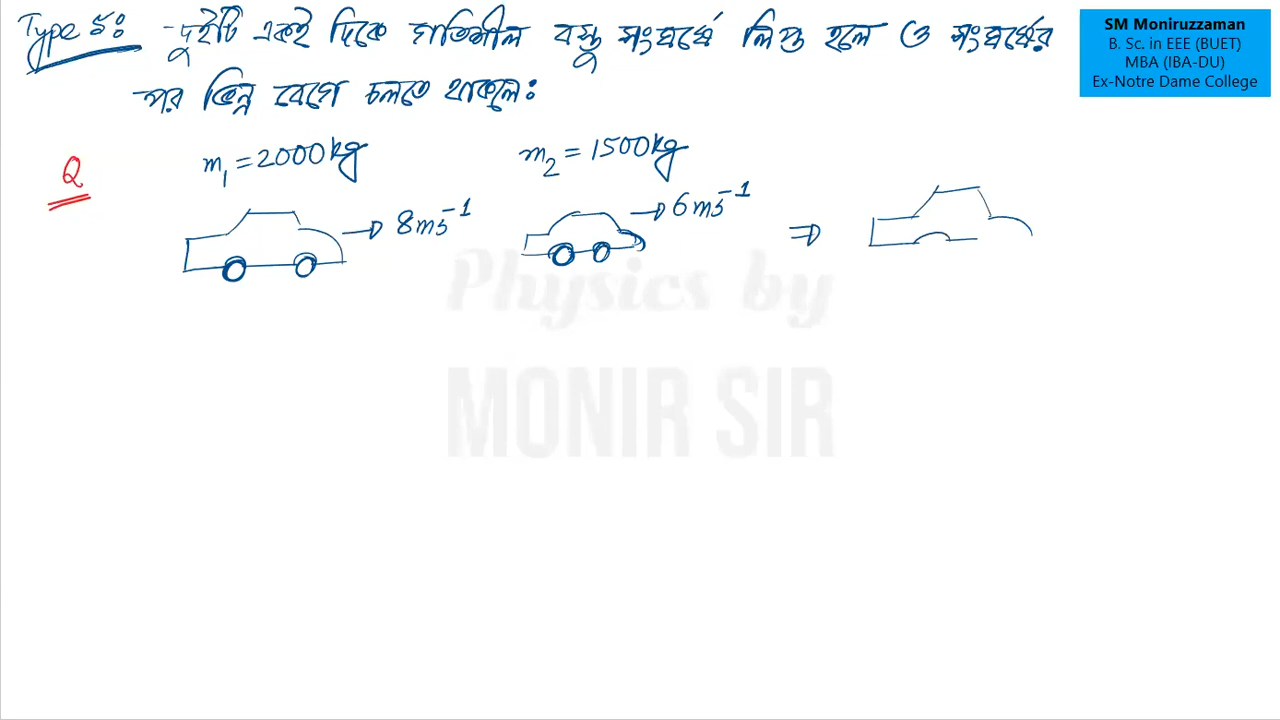 Type ৯: দুইটি একই দিকে গতিশীল বস্তু সংঘর্ষে লিপ্ত হলে ও সংঘর্ষের
পর ভিন্ন বেগে চলতে থাকলে:
SM Moniruzzaman
B. Sc. in EEE (BUET)
MBA (IBA-DU)
Ex-Notre Dame College
Q
m₁ = 2000kg
m₂ = 1500kg
→ 8ms⁻¹
→ 6ms⁻¹
⇒
Physics by
MONIR SIR